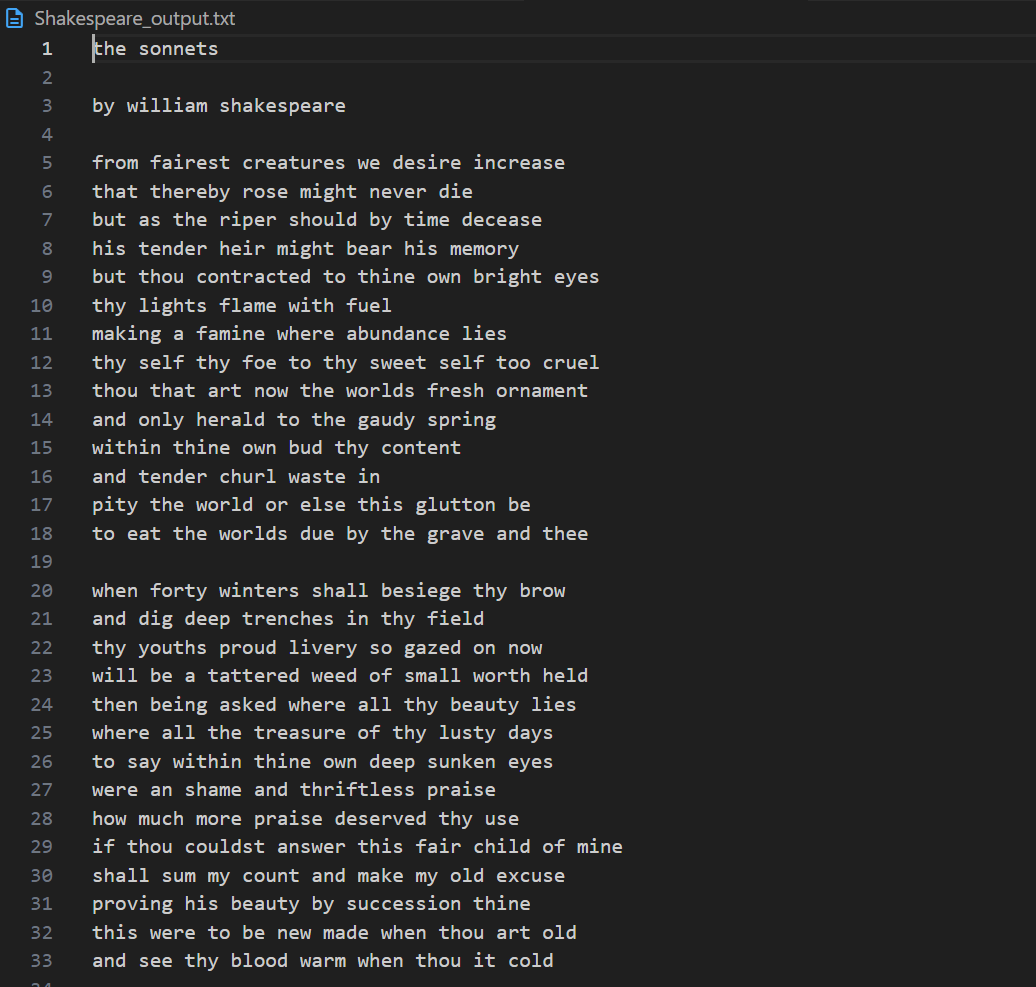 Shakespeare_output.txt
1 the sonnets
2
3 by william shakespeare
4
5 from fairest creatures we desire increase
6 that thereby rose might never die
7 but as the riper should by time decease
8 his tender heir might bear his memory
9 but thou contracted to thine own bright eyes
10 thy lights flame with fuel
11 making a famine where abundance lies
12 thy self thy foe to thy sweet self too cruel
13 thou that art now the worlds fresh ornament
14 and only herald to the gaudy spring
15 within thine own bud thy content
16 and tender churl waste in
17 pity the world or else this glutton be
18 to eat the worlds due by the grave and thee
19
20 when forty winters shall besiege thy brow
21 and dig deep trenches in thy field
22 thy youths proud livery so gazed on now
23 will be a tattered weed of small worth held
24 then being asked where all thy beauty lies
25 where all the treasure of thy lusty days
26 to say within thine own deep sunken eyes
27 were an shame and thriftless praise
28 how much more praise deserved thy use
29 if thou couldst answer this fair child of mine
30 shall sum my count and make my old excuse
31 proving his beauty by succession thine
32 this were to be new made when thou art old
33 and see thy blood warm when thou it cold